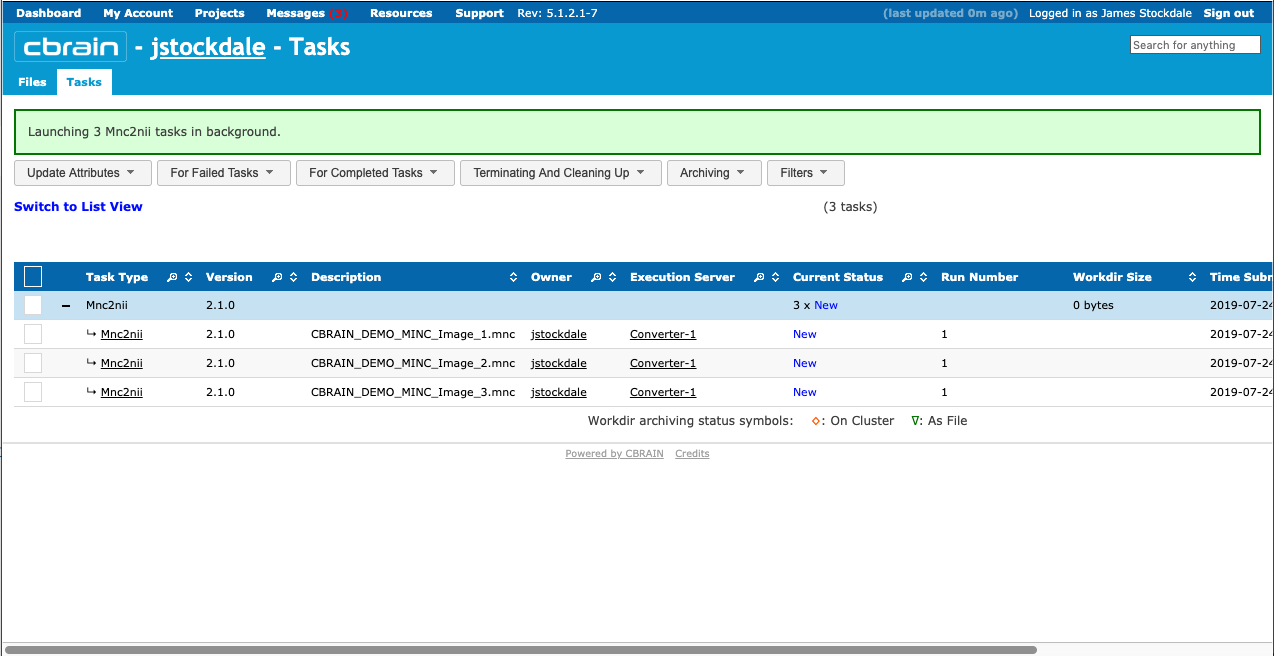 Dashboard My Account Projects Messages (3) Resources Support Rev: 5.1.2.1-7 (last updated 0m ago) Logged in as James Stockdale Sign out
cbrain - jstockdale - Tasks Search for anything
Files Tasks
Launching 3 Mnc2nii tasks in background.
Update Attributes For Failed Tasks For Completed Tasks Terminating And Cleaning Up Archiving Filters
Switch to List View (3 tasks)
Task Type Version Description Owner Execution Server Current Status Run Number Workdir Size Time Subr
Mnc2nii 2.1.0 3 x New 0 bytes 2019-07-24
Mnc2nii 2.1.0 CBRAIN_DEMO_MINC_Image_1.mnc jstockdale Converter-1 New 1 2019-07-24
Mnc2nii 2.1.0 CBRAIN_DEMO_MINC_Image_2.mnc jstockdale Converter-1 New 1 2019-07-24
Mnc2nii 2.1.0 CBRAIN_DEMO_MINC_Image_3.mnc jstockdale Converter-1 New 1 2019-07-24
Workdir archiving status symbols: ◇: On Cluster ∇: As File
Powered by CBRAIN Credits